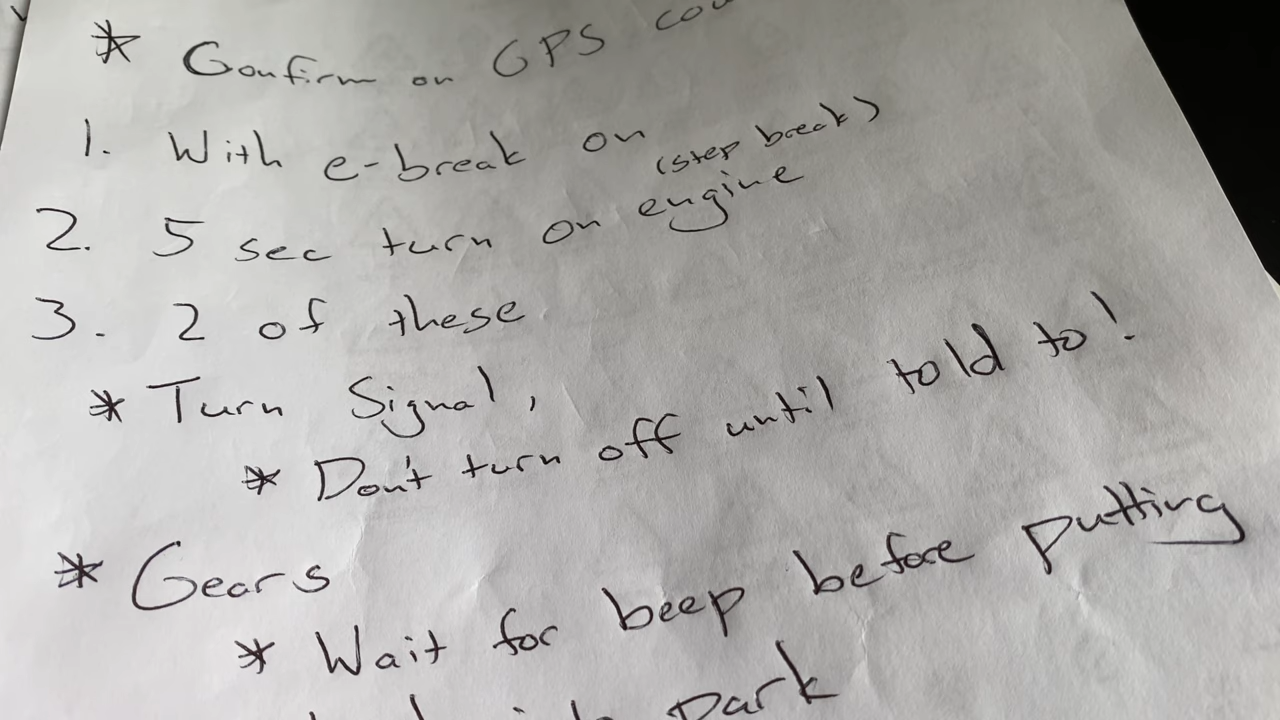 * Confirm on GPS
1. With e-break on
(step break)
2. 5 sec turn on engine
3. 2 of these
* Turn Signal,
* Don't turn off until told to!
* Gears
* Wait for beep before putting
Park